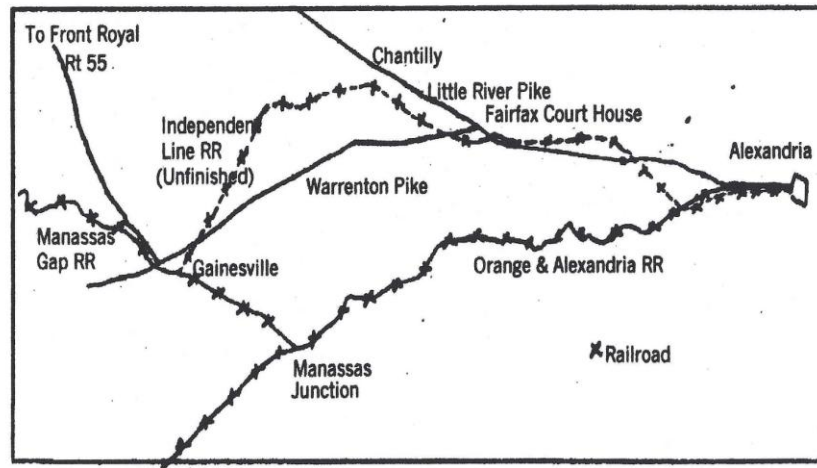 To Front Royal
Rt 55
Chantilly
Little River Pike
Fairfax Court House
Independent
Line RR
(Unfinished)
Alexandria
Warrenton Pike
Manassas
Gap RR
Gainesville
Orange & Alexandria RR
Railroad
Manassas
Junction